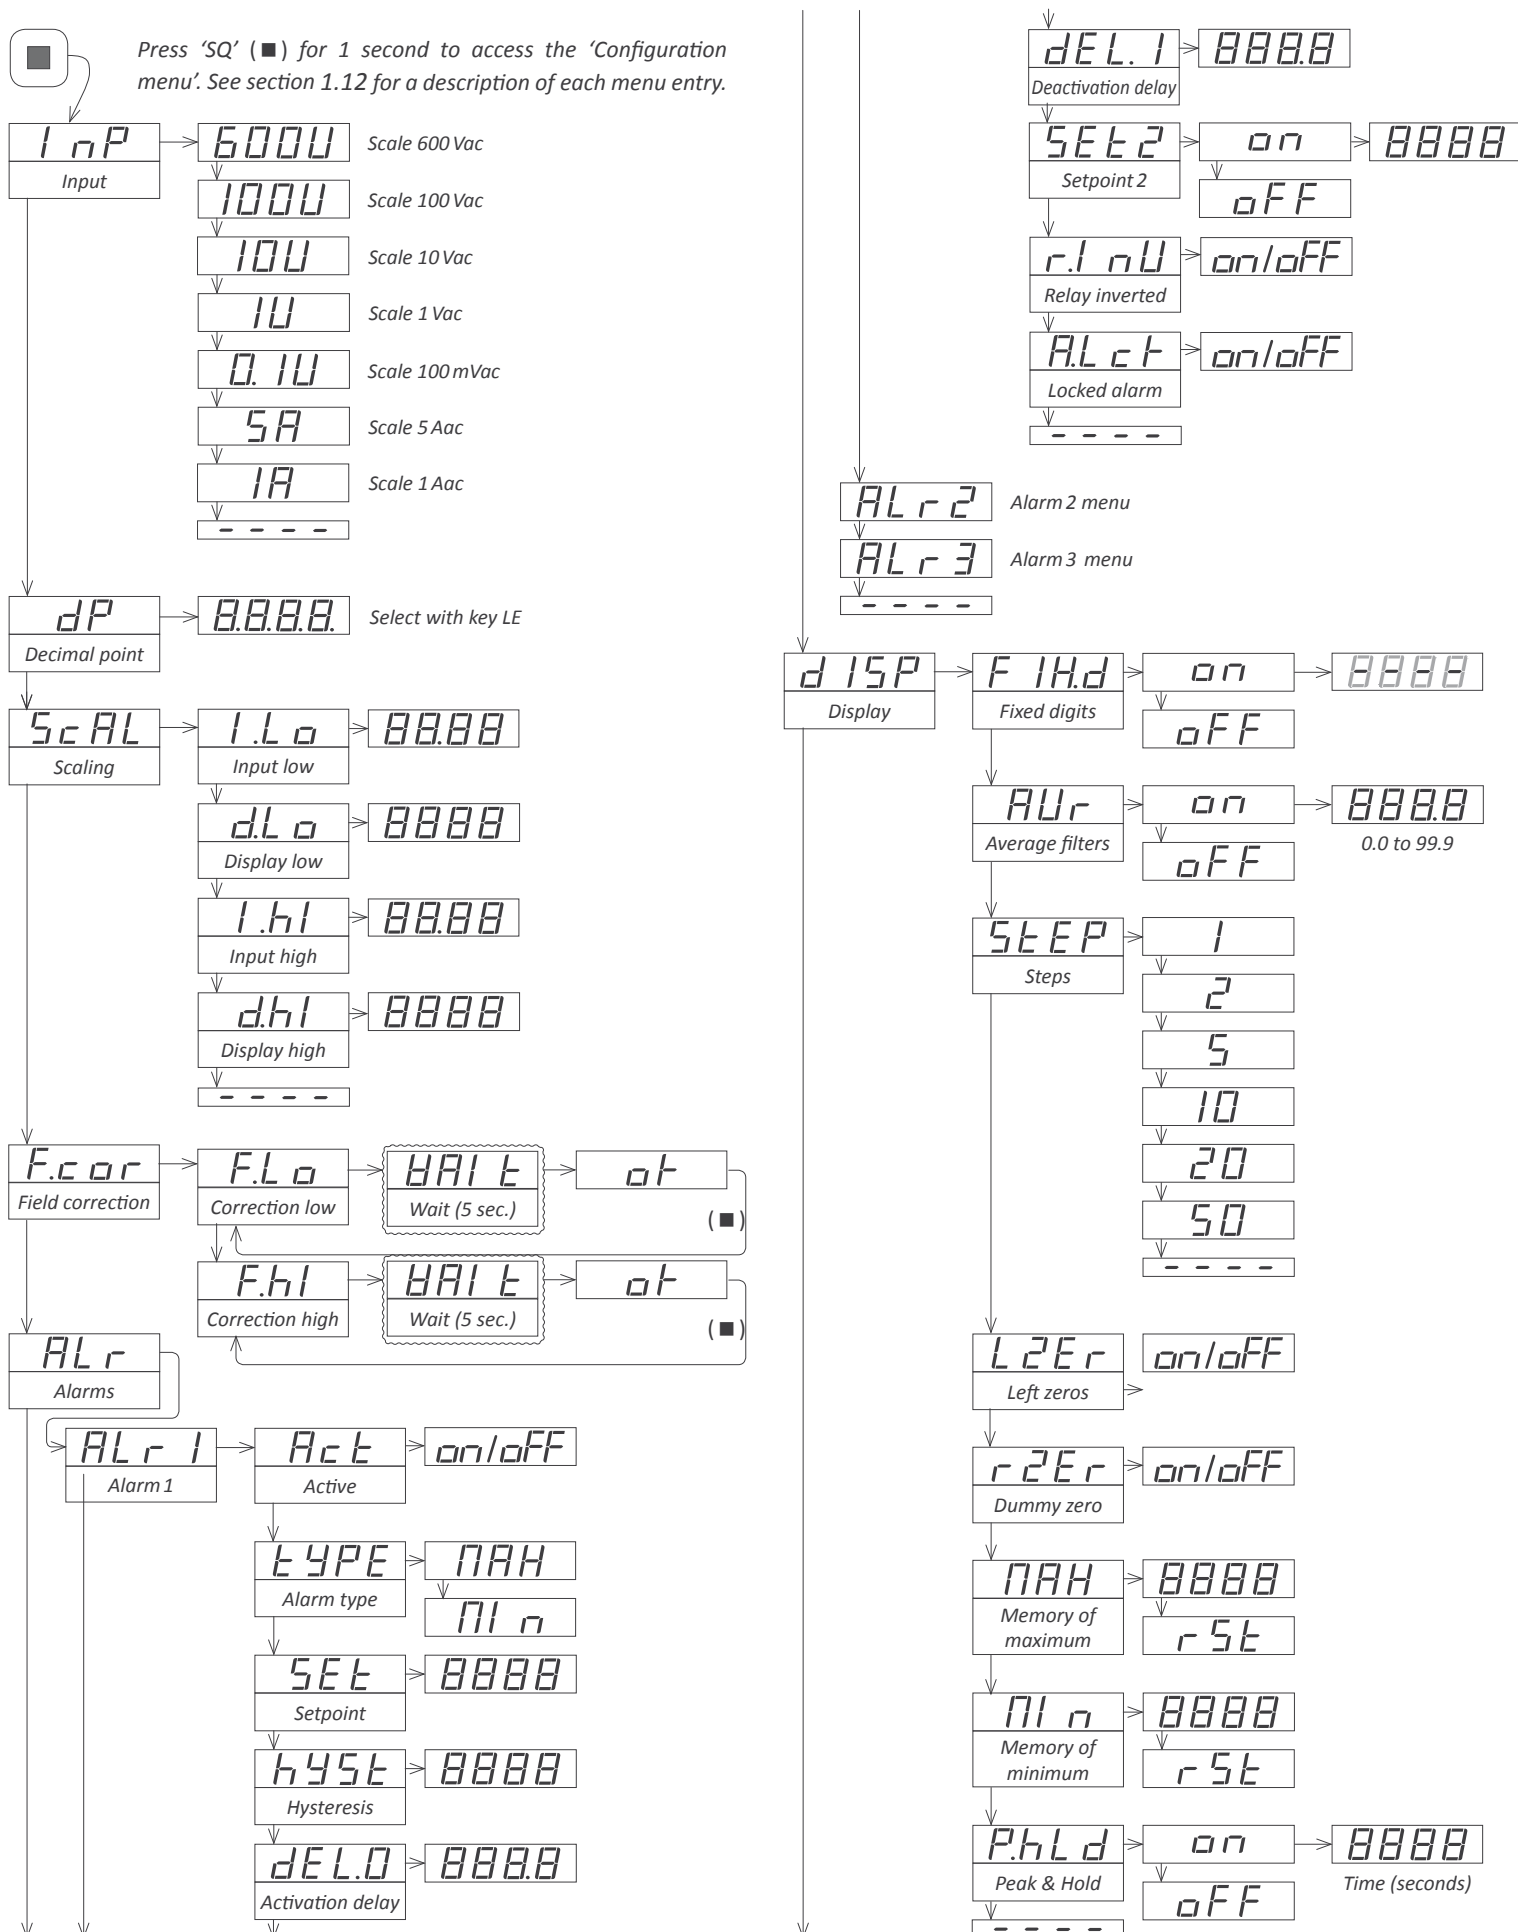 Press ‘SQ’ (■) for 1 second to access the ‘Configuration
menu’. See section 1.12 for a description of each menu entry.
InP
Input
600V
Scale 600 Vac
100V
Scale 100 Vac
10V
Scale 10 Vac
1V
Scale 1 Vac
0.1V
Scale 100 mVac
5A
Scale 5 Aac
1A
Scale 1 Aac
- - - -
dP
Decimal point
8.8.8.8.
Select with key LE
ScAL
Scaling
I.Lo
Input low
88.88
d.Lo
Display low
8888
I.hI
Input high
88.88
d.hI
Display high
8888
- - - -
F.cor
Field correction
F.Lo
Correction low
WAIt
Wait (5 sec.)
ok
(■)
F.hI
Correction high
WAIt
Wait (5 sec.)
ok
(■)
ALr
Alarms
ALr1
Alarm 1
Act
Active
on/oFF
tYPE
Alarm type
MAX
MIn
SEt
Setpoint
8888
hYSt
Hysteresis
8888
dEL.0
Activation delay
888.8
dEL.1
Deactivation delay
888.8
SEt2
Setpoint 2
on
8888
oFF
r.InV
Relay inverted
on/oFF
A.Lck
Locked alarm
on/oFF
- - - -
ALr2
Alarm 2 menu
ALr3
Alarm 3 menu
- - - -
dISP
Display
FIX.d
Fixed digits
on
8888
oFF
AVr
Average filters
on
888.8
0.0 to 99.9
oFF
StEP
Steps
1
2
5
10
20
50
- - - -
LZEr
Left zeros
on/oFF
rZEr
Dummy zero
on/oFF
MAX
Memory of
maximum
8888
rSt
MIn
Memory of
minimum
8888
rSt
P.hLd
Peak & Hold
on
8888
Time (seconds)
oFF
- - - -